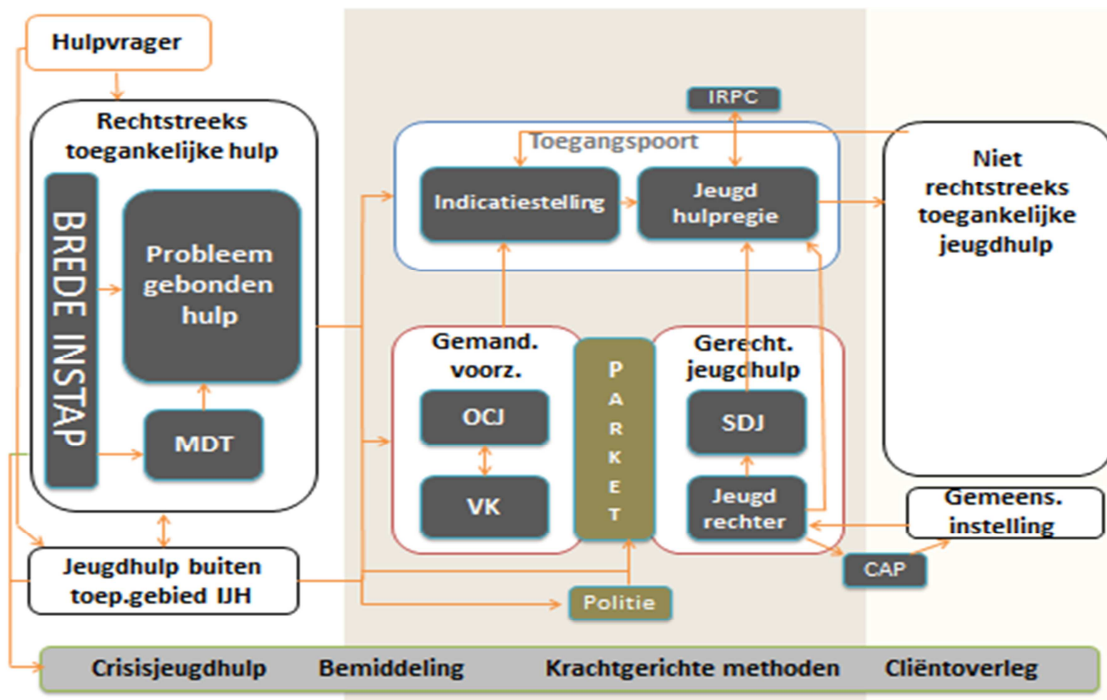 Hulpvrager
Rechtstreeks
toegankelijke hulp
BREDE INSTAP
Probleem
gebonden
hulp
MDT
Jeugdhulp buiten
toep.gebied IJH
IRPC
Toegangspoort
Indicatiestelling
Jeugd
hulpregie
Gemand.
voorz.
OCJ
VK
PARKET
Gerecht.
jeugdhulp
SDJ
Jeugd
rechter
Politie
Niet
rechtstreeks
toegankelijke
jeugdhulp
Gemeens.
instelling
CAP
Crisisjeugdhulp Bemiddeling Krachtgerichte methoden Cliëntoverleg